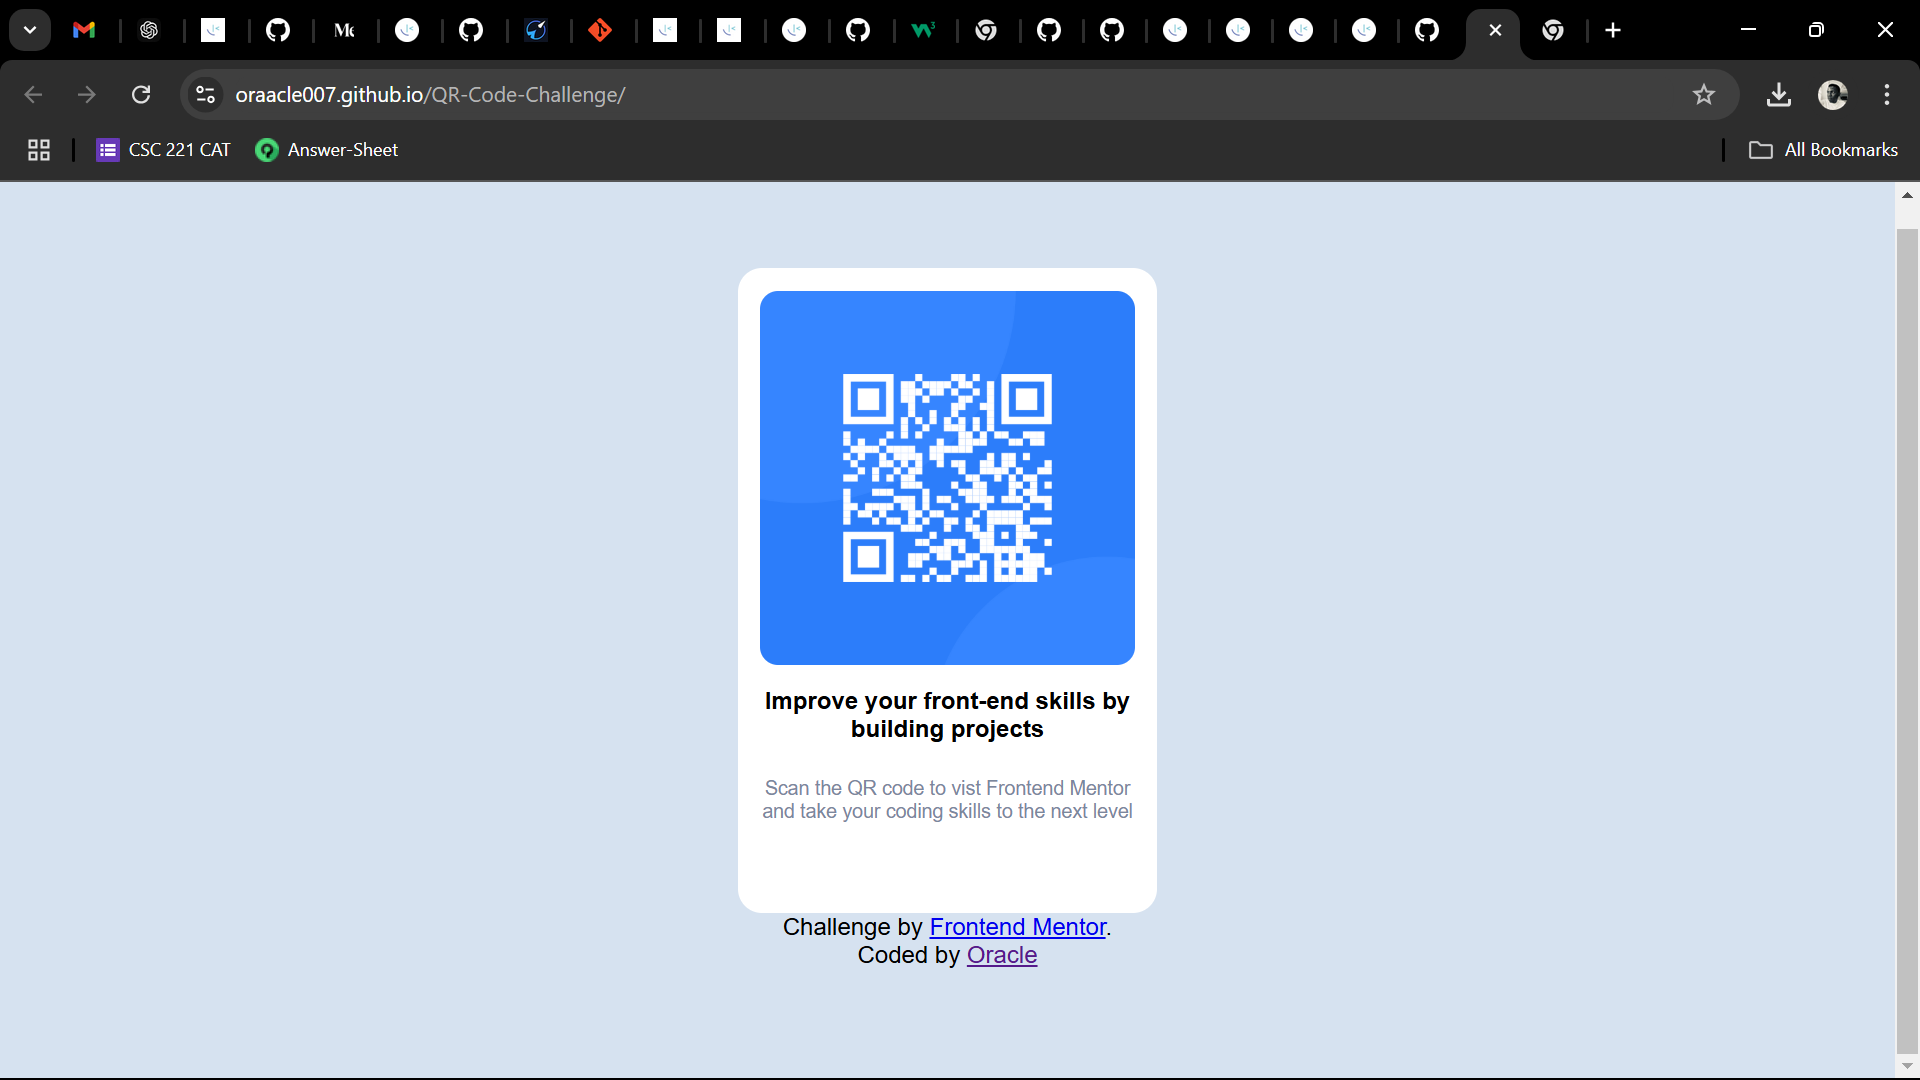 oraacle007.github.io/QR-Code-Challenge/
CSC 221 CAT
Answer-Sheet
All Bookmarks
Improve your front-end skills by
building projects
Scan the QR code to vist Frontend Mentor
and take your coding skills to the next level
Challenge by Frontend Mentor.
Coded by Oracle